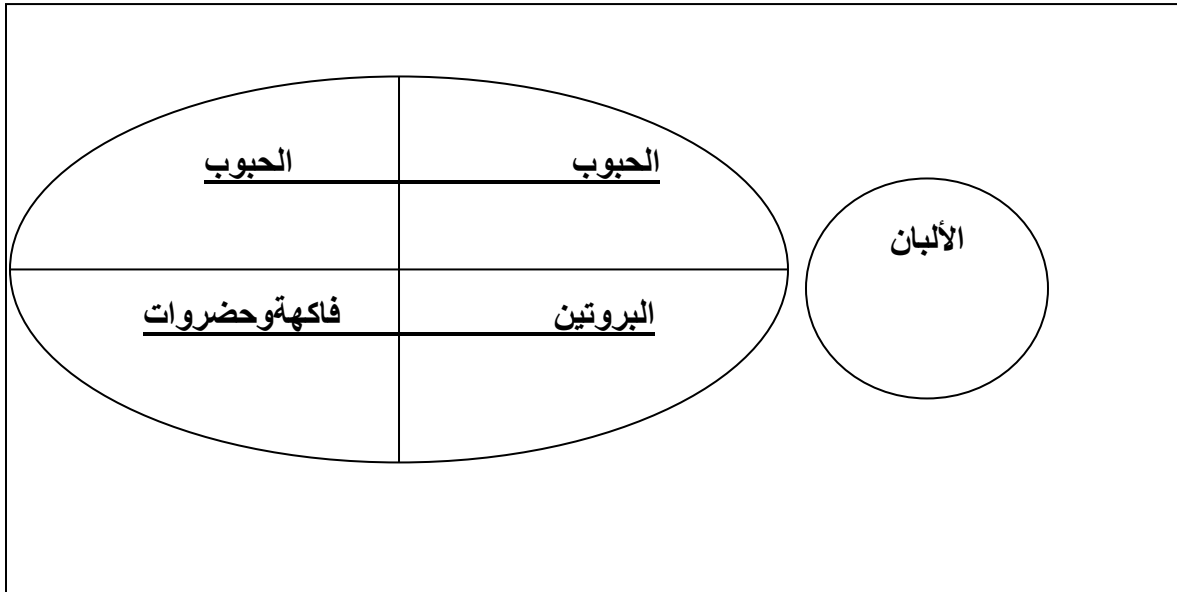 الحبوب
الحبوب
الألبان
البروتين
فاكهةوحضروات